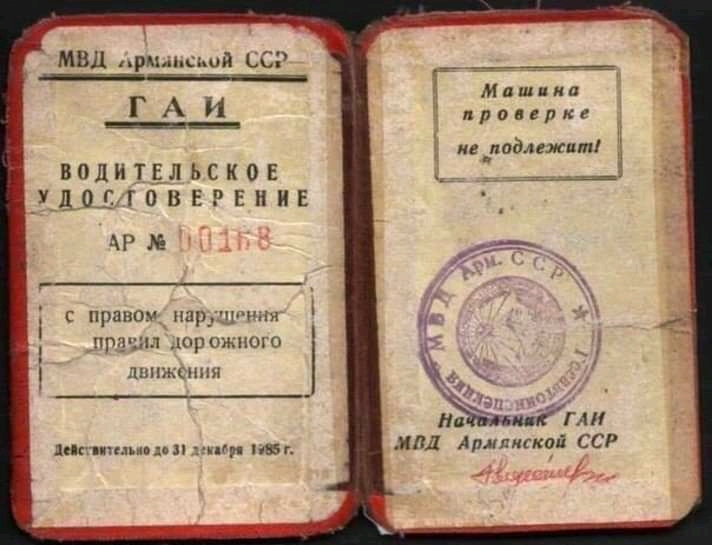 МВД Армянской ССР
ГАИ
ВОДИТЕЛЬСКОЕ
УДОСТОВЕРЕНИЕ
АР № 00168
с правом нарушения
правил дорожного
движения
Действительно до 31 декабря 1985 г.
Машина
проверке
не подлежит!
МВД Арм. ССР ★ Госавтоинспекция
Начальник ГАИ
МВД Армянской ССР